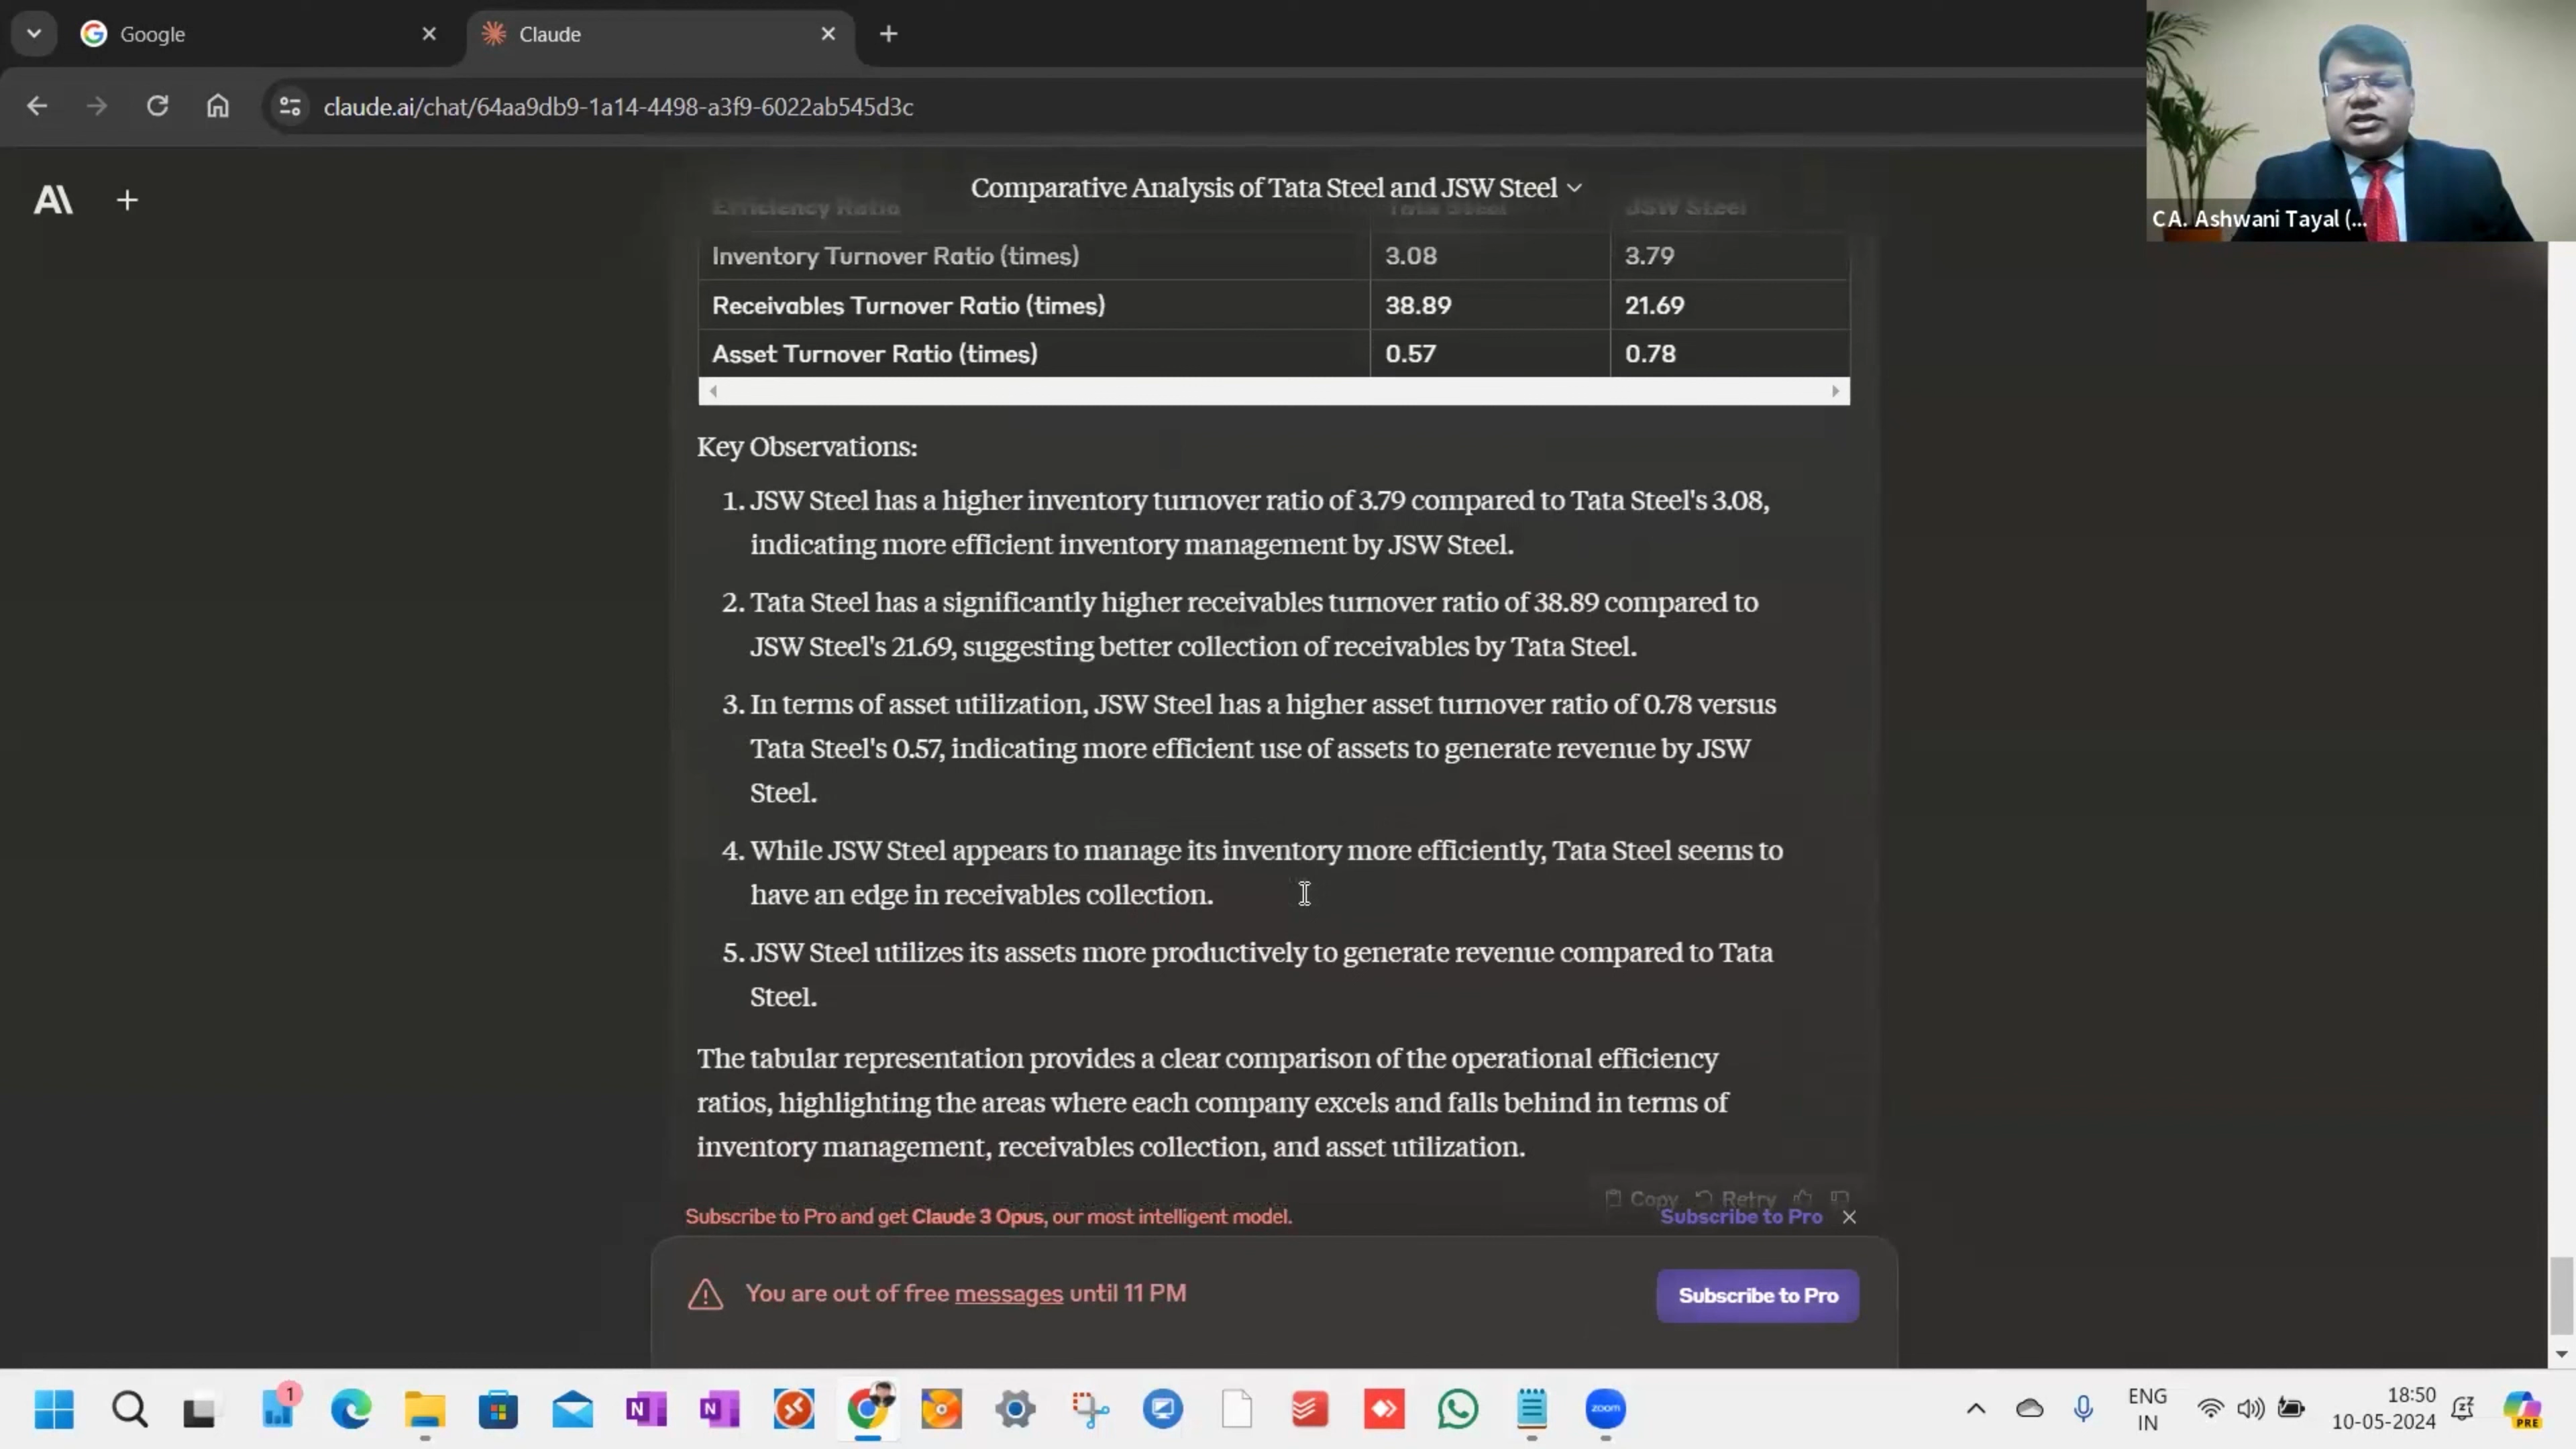 Google
Claude
claude.ai/chat/64aa9db9-1a14-4498-a3f9-6022ab545d3c
CA. Ashwani Tayal (...
A\
Comparative Analysis of Tata Steel and JSW Steel
Efficiency Ratio Tata Steel JSW Steel
Inventory Turnover Ratio (times) 3.08 3.79
Receivables Turnover Ratio (times) 38.89 21.69
Asset Turnover Ratio (times) 0.57 0.78
Key Observations:
1. JSW Steel has a higher inventory turnover ratio of 3.79 compared to Tata Steel's 3.08,
indicating more efficient inventory management by JSW Steel.
2. Tata Steel has a significantly higher receivables turnover ratio of 38.89 compared to
JSW Steel's 21.69, suggesting better collection of receivables by Tata Steel.
3. In terms of asset utilization, JSW Steel has a higher asset turnover ratio of 0.78 versus
Tata Steel's 0.57, indicating more efficient use of assets to generate revenue by JSW
Steel.
4. While JSW Steel appears to manage its inventory more efficiently, Tata Steel seems to
have an edge in receivables collection.
5. JSW Steel utilizes its assets more productively to generate revenue compared to Tata
Steel.
The tabular representation provides a clear comparison of the operational efficiency
ratios, highlighting the areas where each company excels and falls behind in terms of
inventory management, receivables collection, and asset utilization.
Copy Retry
Subscribe to Pro and get Claude 3 Opus, our most intelligent model. Subscribe to Pro
You are out of free messages until 11 PM
Subscribe to Pro
1
N
N
zoom
ENG
IN
18:50
10-05-2024
PRE